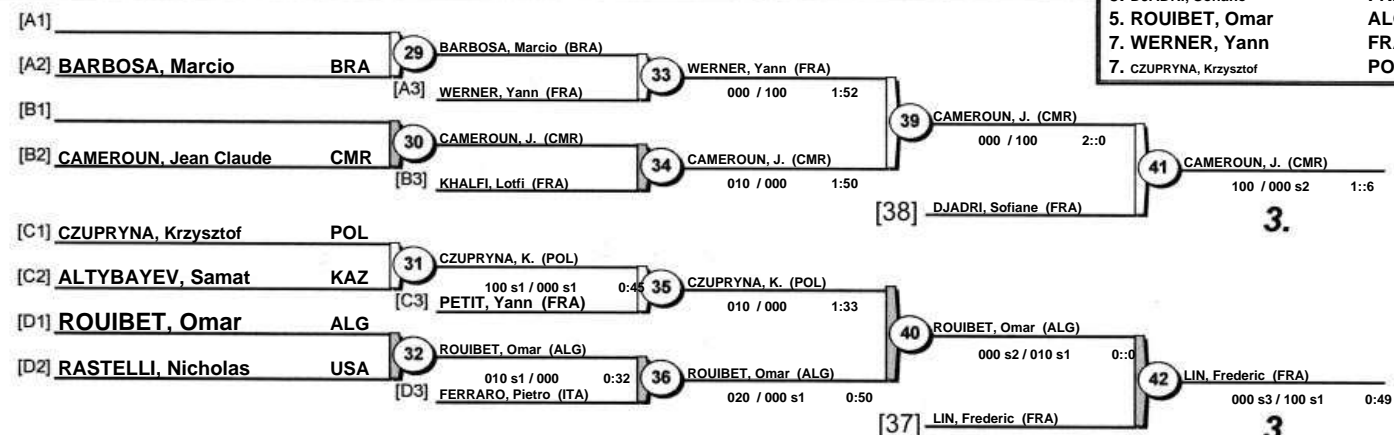 5. ROUIBET, Omar
7. WERNER, Yann
7. CZUPRYNA, Krzysztof
[A1]
[A2] BARBOSA, Marcio BRA
29
BARBOSA, Marcio (BRA)
[A3] WERNER, Yann (FRA)
33
WERNER, Yann (FRA)
000 / 100 1:52
[B1]
[B2] CAMEROUN, Jean Claude CMR
30
CAMEROUN, J. (CMR)
[B3] KHALFI, Lotfi (FRA)
34
CAMEROUN, J. (CMR)
010 / 000 1:50
39
CAMEROUN, J. (CMR)
000 / 100 2::0
[38] DJADRI, Sofiane (FRA)
41
CAMEROUN, J. (CMR)
100 / 000 s2 1::6
3.
[C1] CZUPRYNA, Krzysztof POL
[C2] ALTYBAYEV, Samat KAZ
31
CZUPRYNA, K. (POL)
100 s1 / 000 s1 0:45
[C3] PETIT, Yann (FRA)
35
CZUPRYNA, K. (POL)
010 / 000 1:33
[D1] ROUIBET, Omar ALG
[D2] RASTELLI, Nicholas USA
32
ROUIBET, Omar (ALG)
010 s1 / 000 0:32
[D3] FERRARO, Pietro (ITA)
36
ROUIBET, Omar (ALG)
020 / 000 s1 0:50
40
ROUIBET, Omar (ALG)
000 s2 / 010 s1 0::0
[37] LIN, Frederic (FRA)
42
LIN, Frederic (FRA)
000 s3 / 100 s1 0:49
3